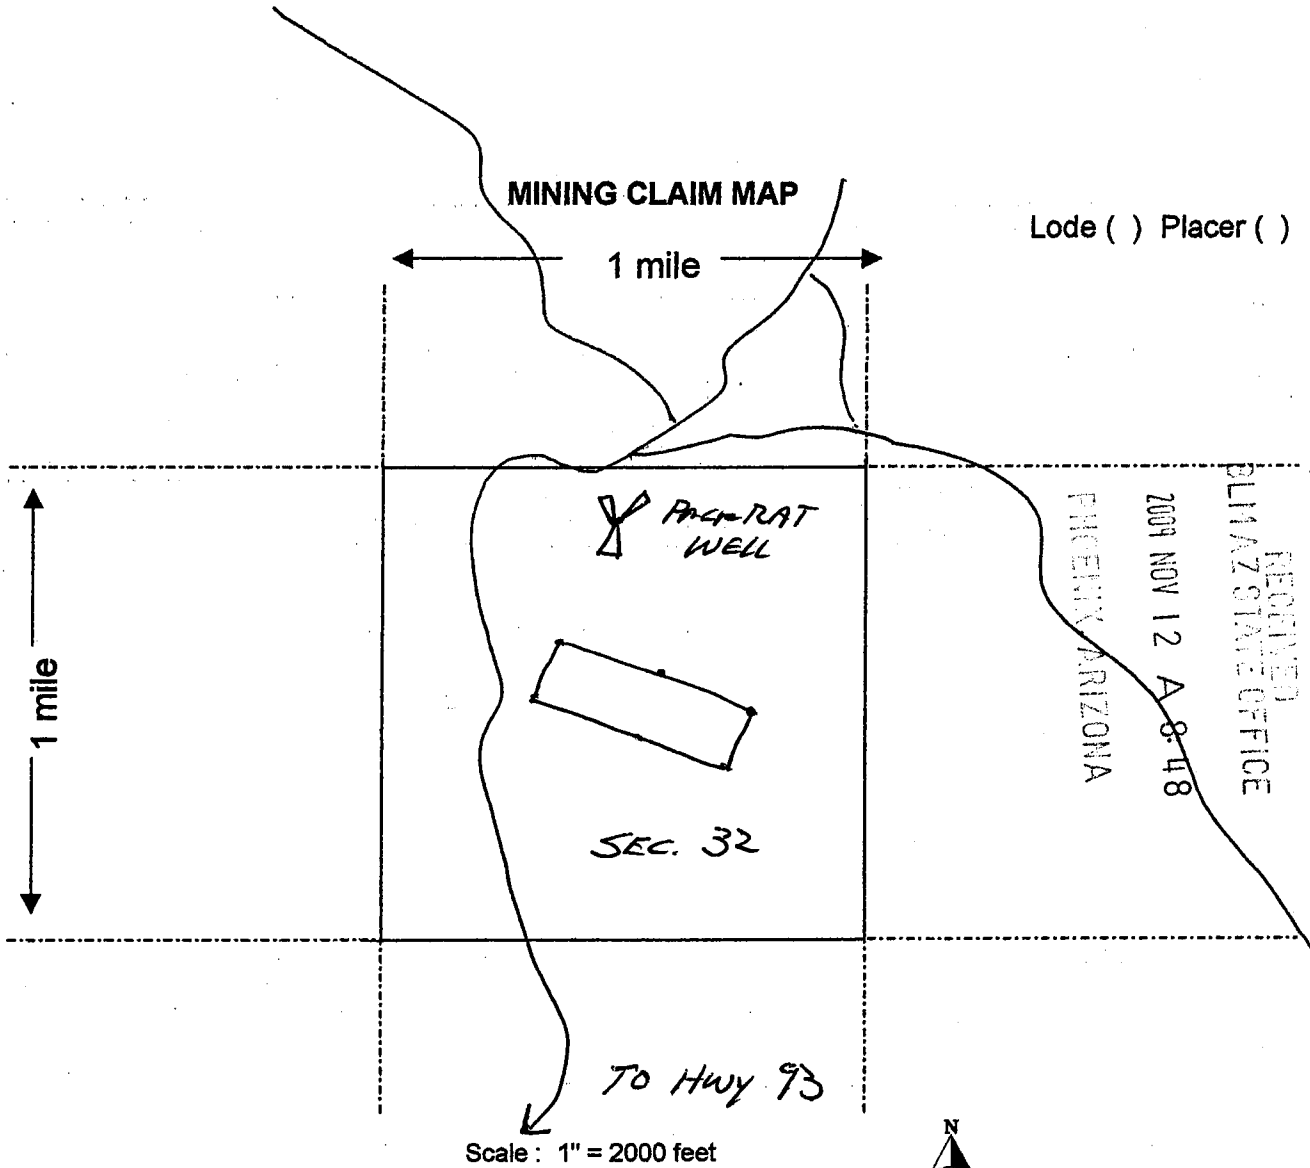 MINING CLAIM MAP
Lode ( ) Placer ( )
1 mile
PACK-RAT
WELL
1 mile
SEC. 32
RECEIVED
BLM AZ STATE OFFICE
2009 NOV 12 A 8:48
PHOENIX, ARIZONA
TO HWY 93
Scale : 1" = 2000 feet
N